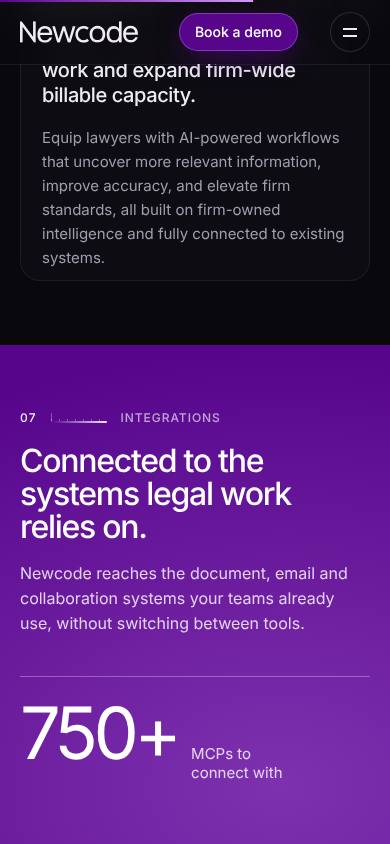 Newcode
Book a demo
work and expand firm-wide
billable capacity.
Equip lawyers with AI-powered workflows
that uncover more relevant information,
improve accuracy, and elevate firm
standards, all built on firm-owned
intelligence and fully connected to existing
systems.
07
INTEGRATIONS
Connected to the
systems legal work
relies on.
Newcode reaches the document, email and
collaboration systems your teams already
use, without switching between tools.
750+
MCPs to
connect with